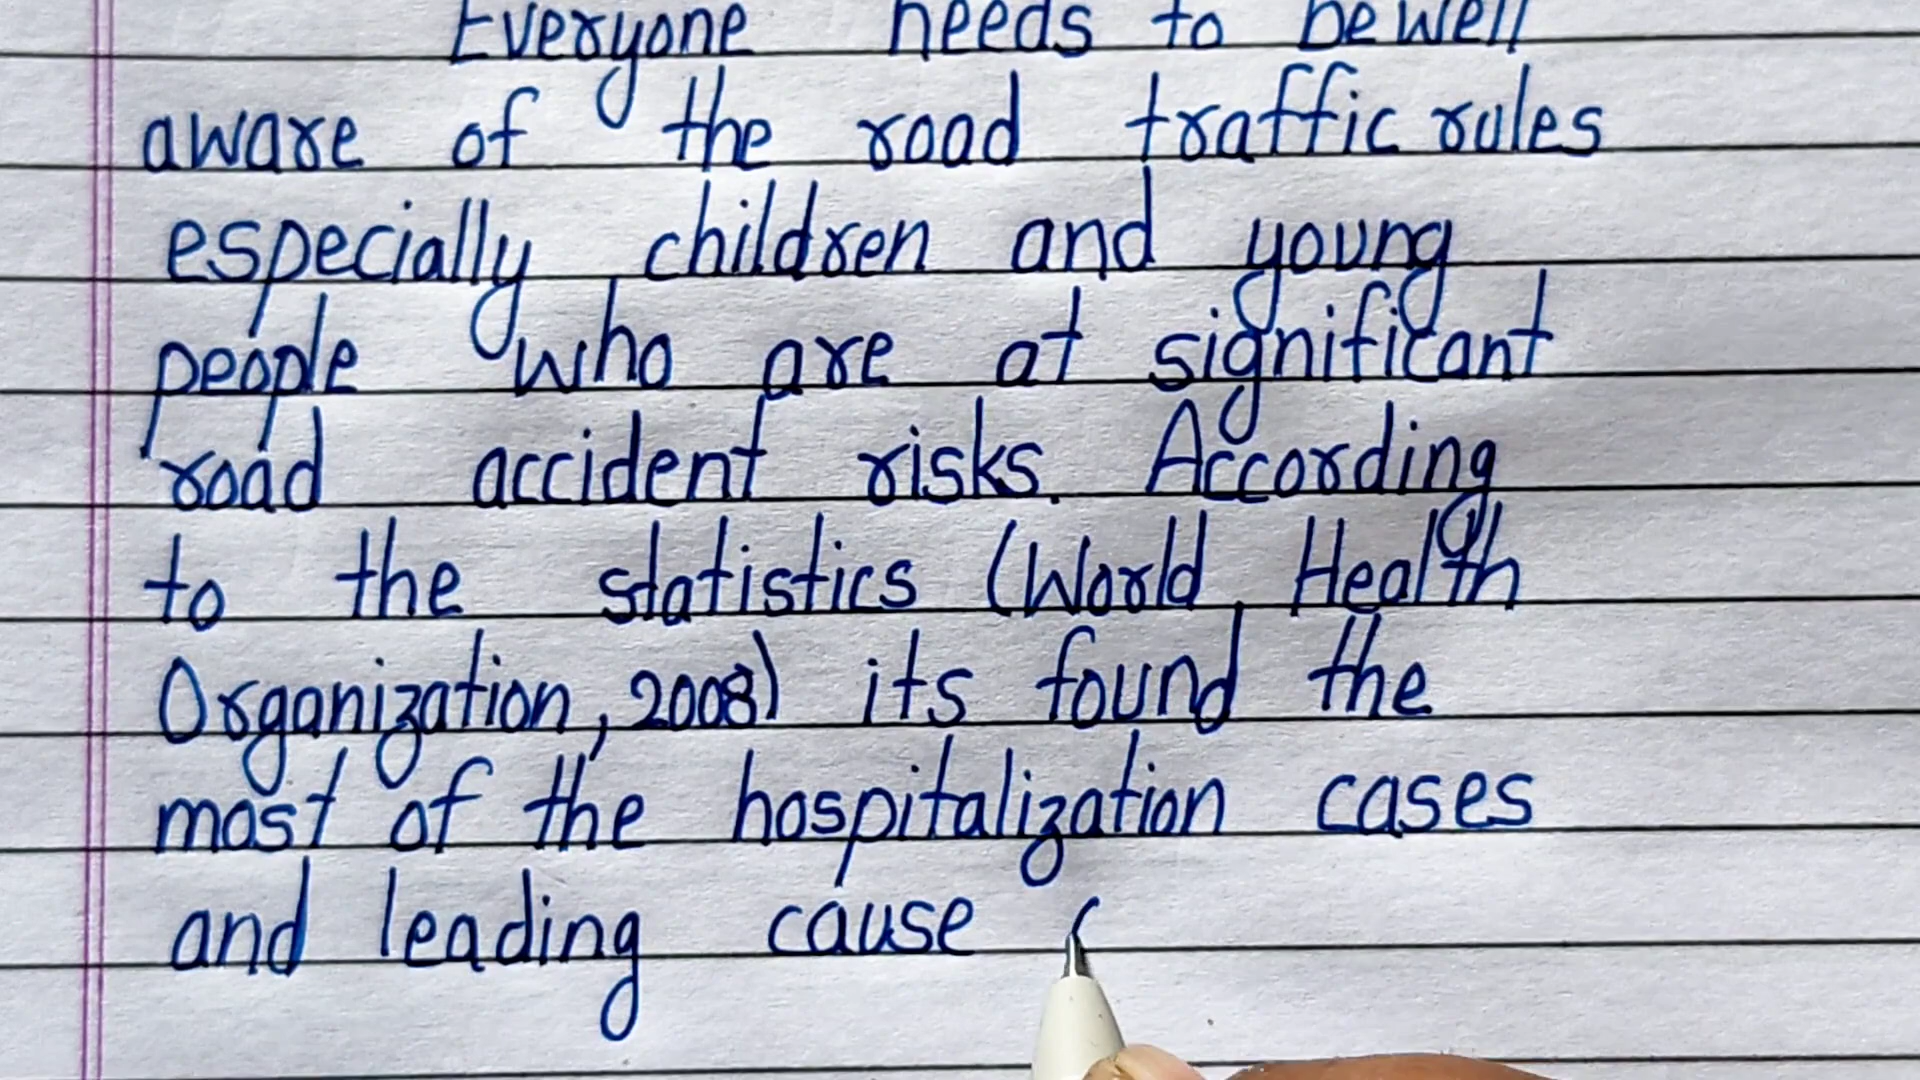 Everyone needs to be well
aware of the road traffic rules
especially children and young
people who are at significant
road accident risks. According
to the statistics (World Health
Organization, 2008) its found the
most of the hospitalization cases
and leading cause